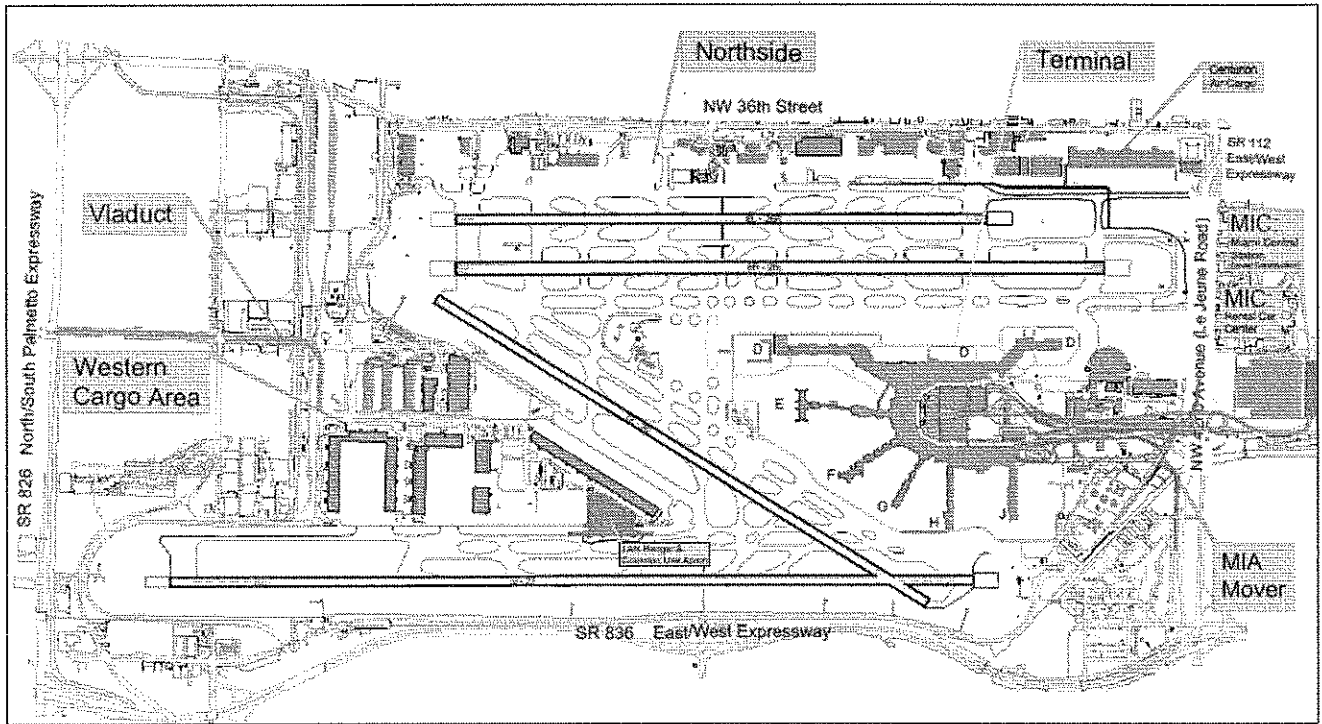 Northside
Terminal
Centurion
Air Cargo
NW 36th Street
SR 112
East/West
Expressway
Viaduct
MIC
Miami Central
Station
MIC
Rental Car
Center
SR 826 North/South Palmetto Expressway
Western
Cargo Area
NW Avenue (Le Jeune Road)
D
D
D
E
F
G
H
J
MIA
Mover
SR 836 East/West Expressway